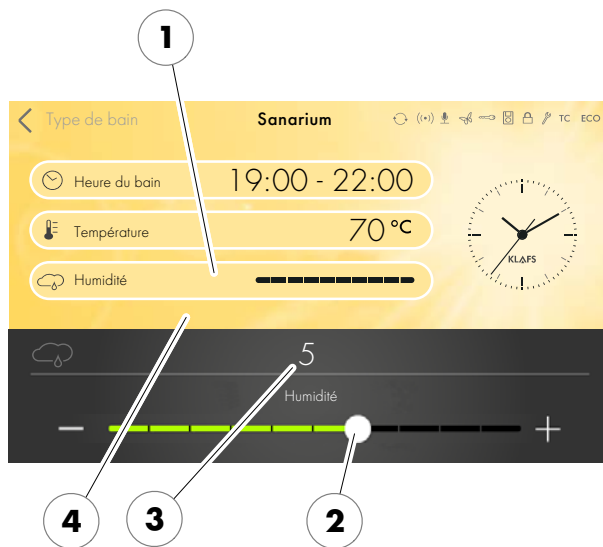 1
Type de bain Sanarium TC ECO
Heure du bain 19:00 - 22:00
Température 70 °C
Humidité
KLAFS
5
Humidité
4 3 2